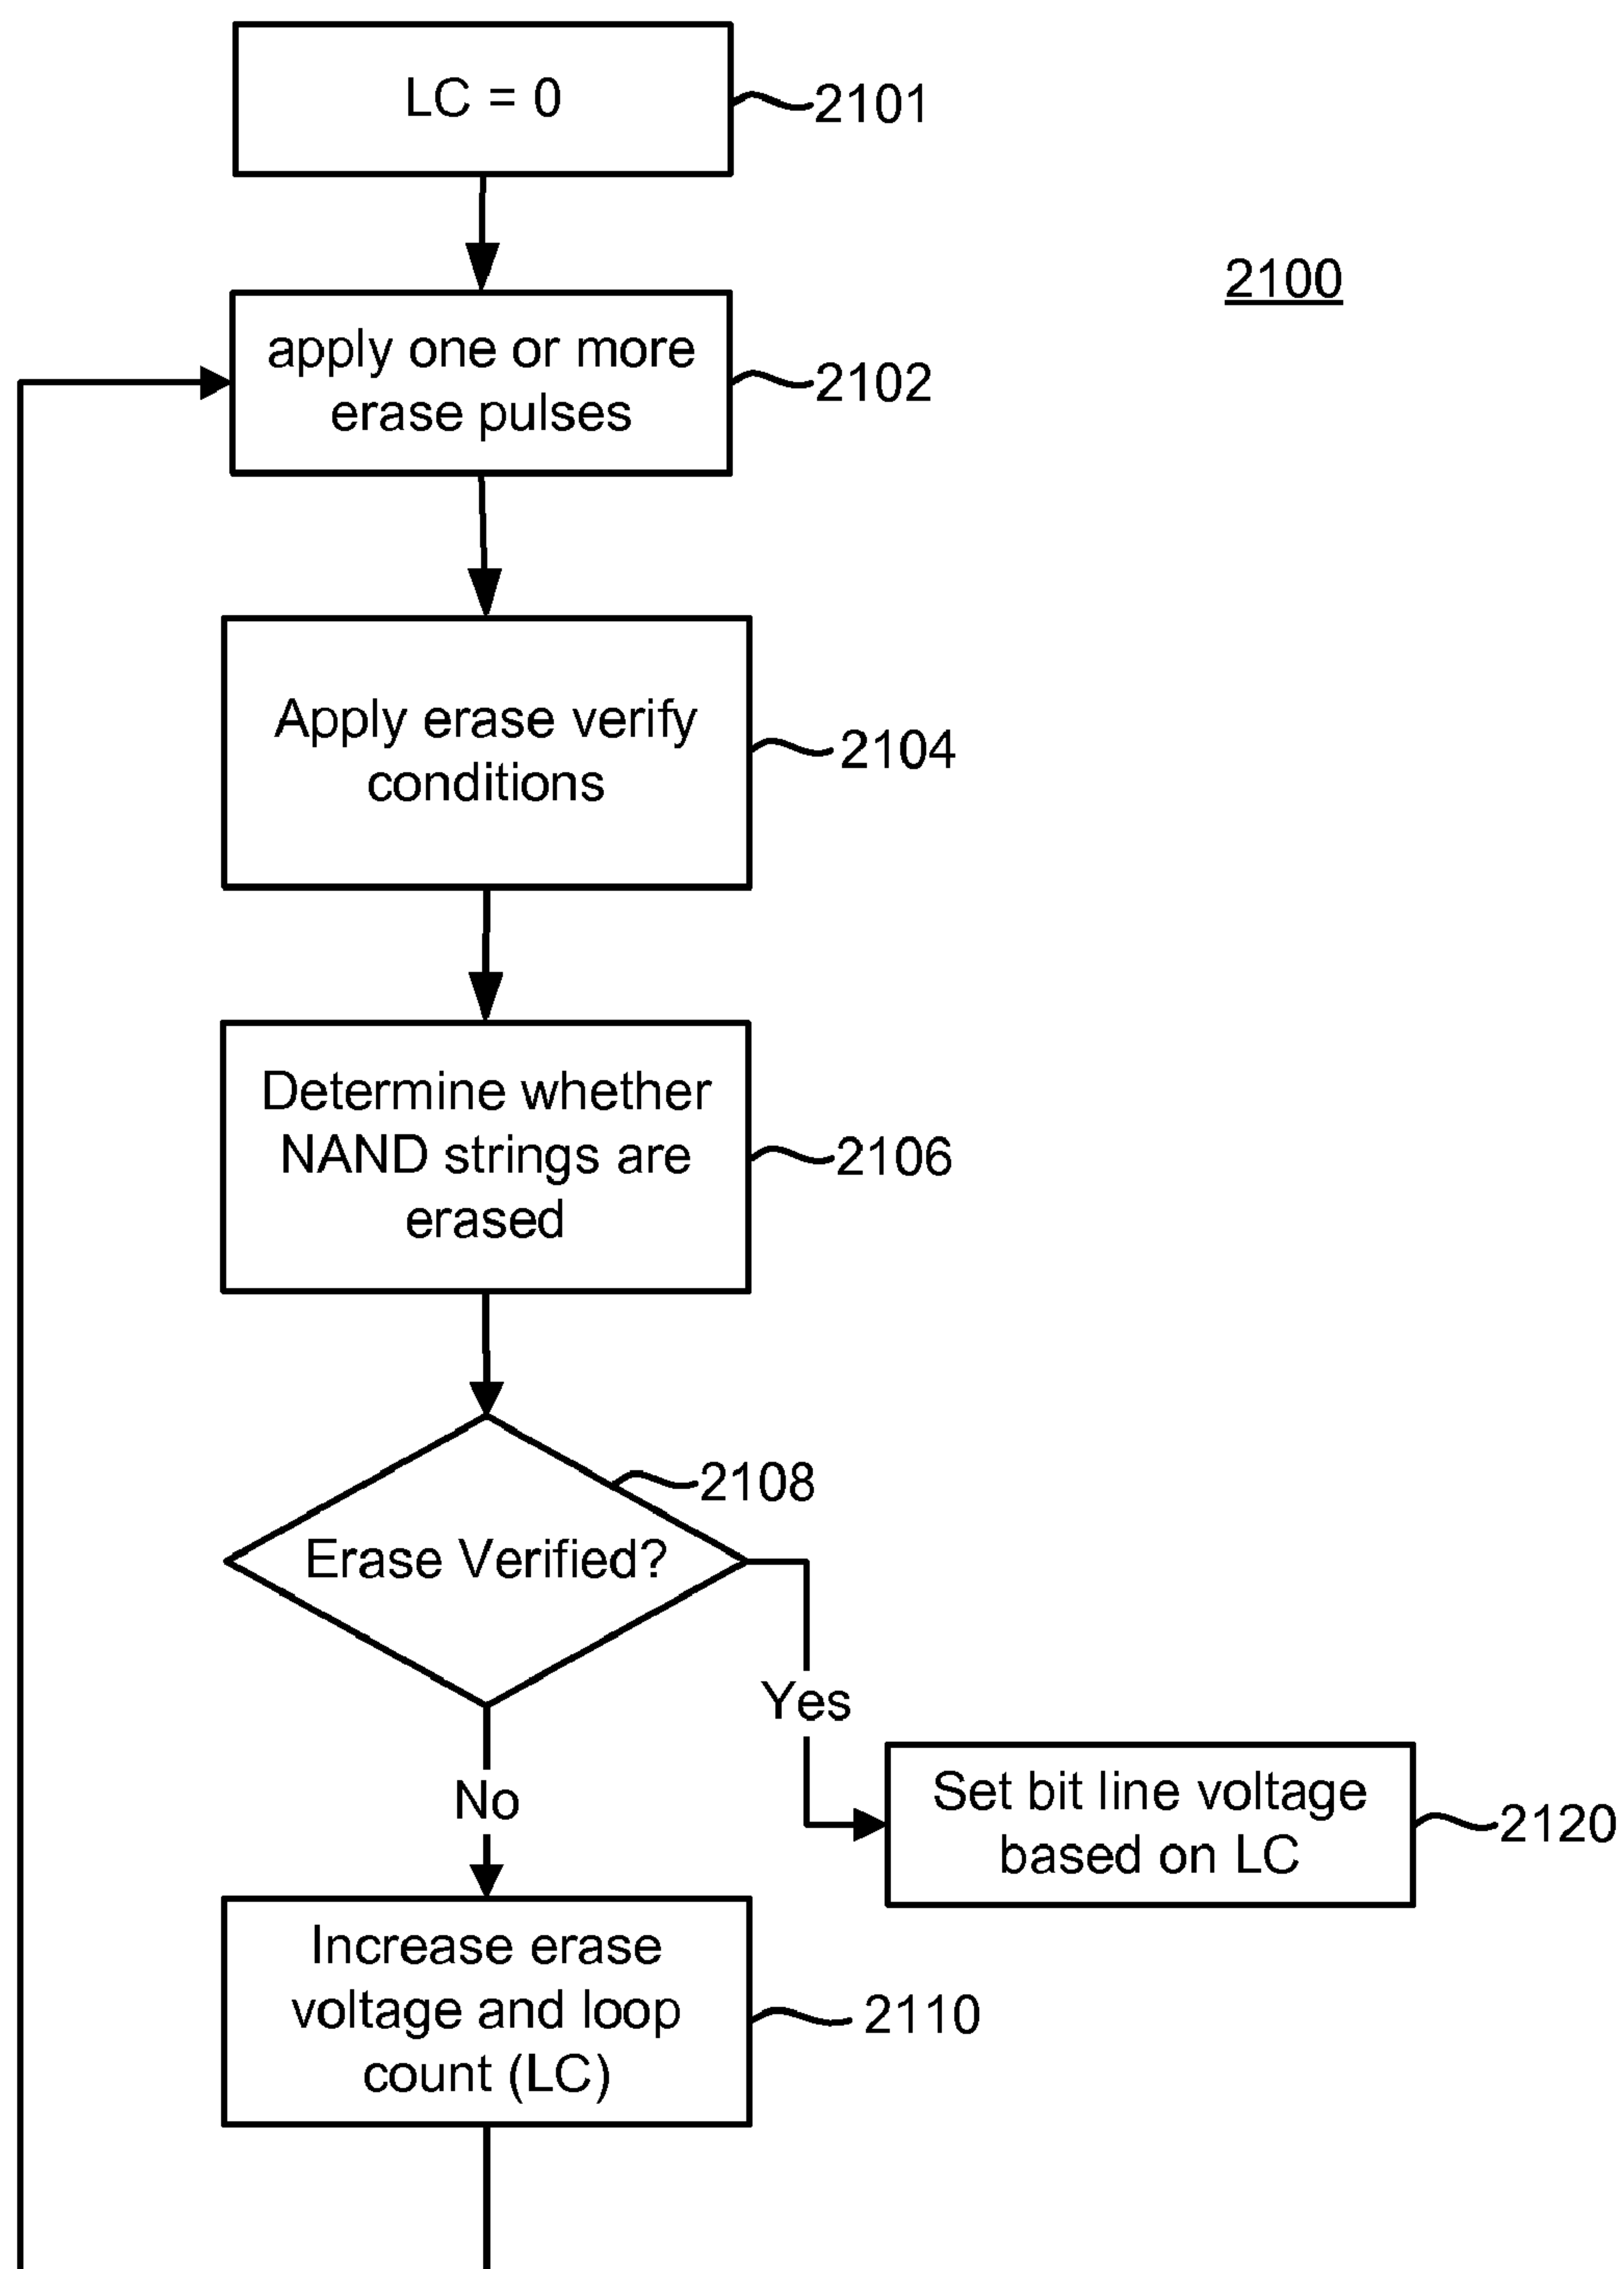 LC = 0
2101
2100
apply one or more
erase pulses
2102
Apply erase verify
conditions
2104
Determine whether
NAND strings are
erased
2106
2108
Erase Verified?
Yes
No
Set bit line voltage
based on LC
2120
Increase erase
voltage and loop
count (LC)
2110